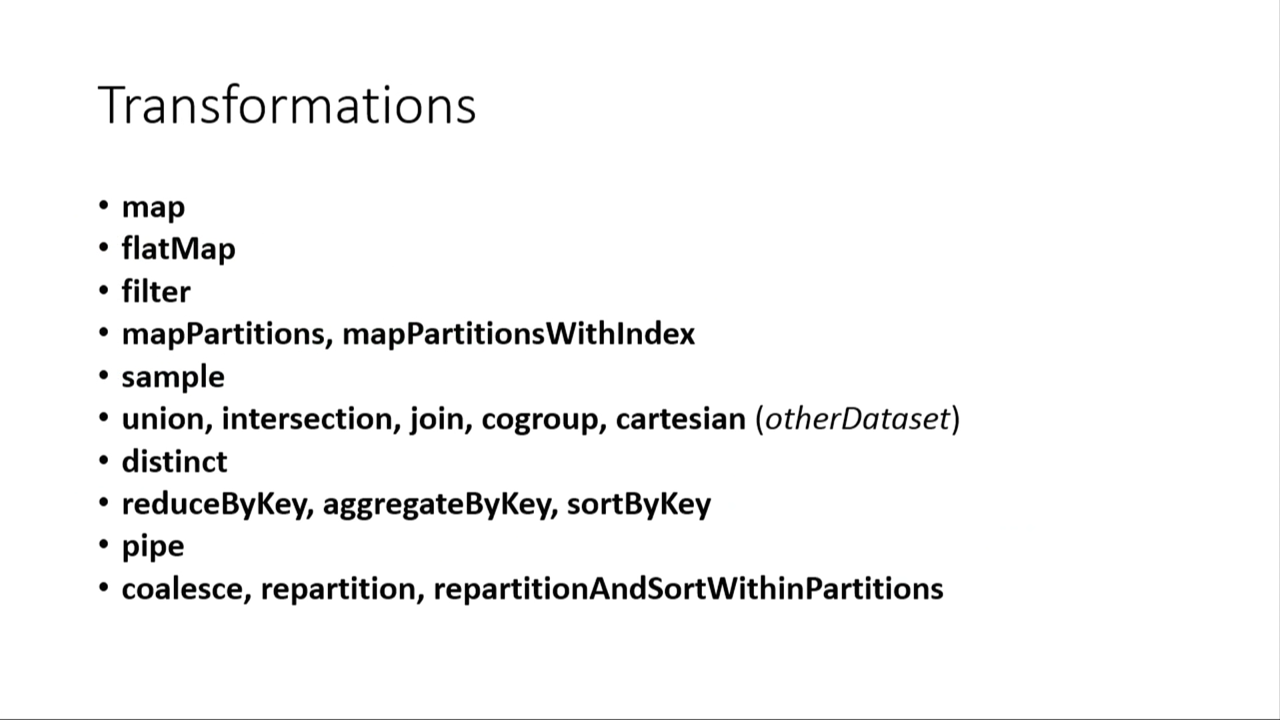 Transformations
• map
• flatMap
• filter
• mapPartitions, mapPartitionsWithIndex
• sample
• union, intersection, join, cogroup, cartesian (otherDataset)
• distinct
• reduceByKey, aggregateByKey, sortByKey
• pipe
• coalesce, repartition, repartitionAndSortWithinPartitions